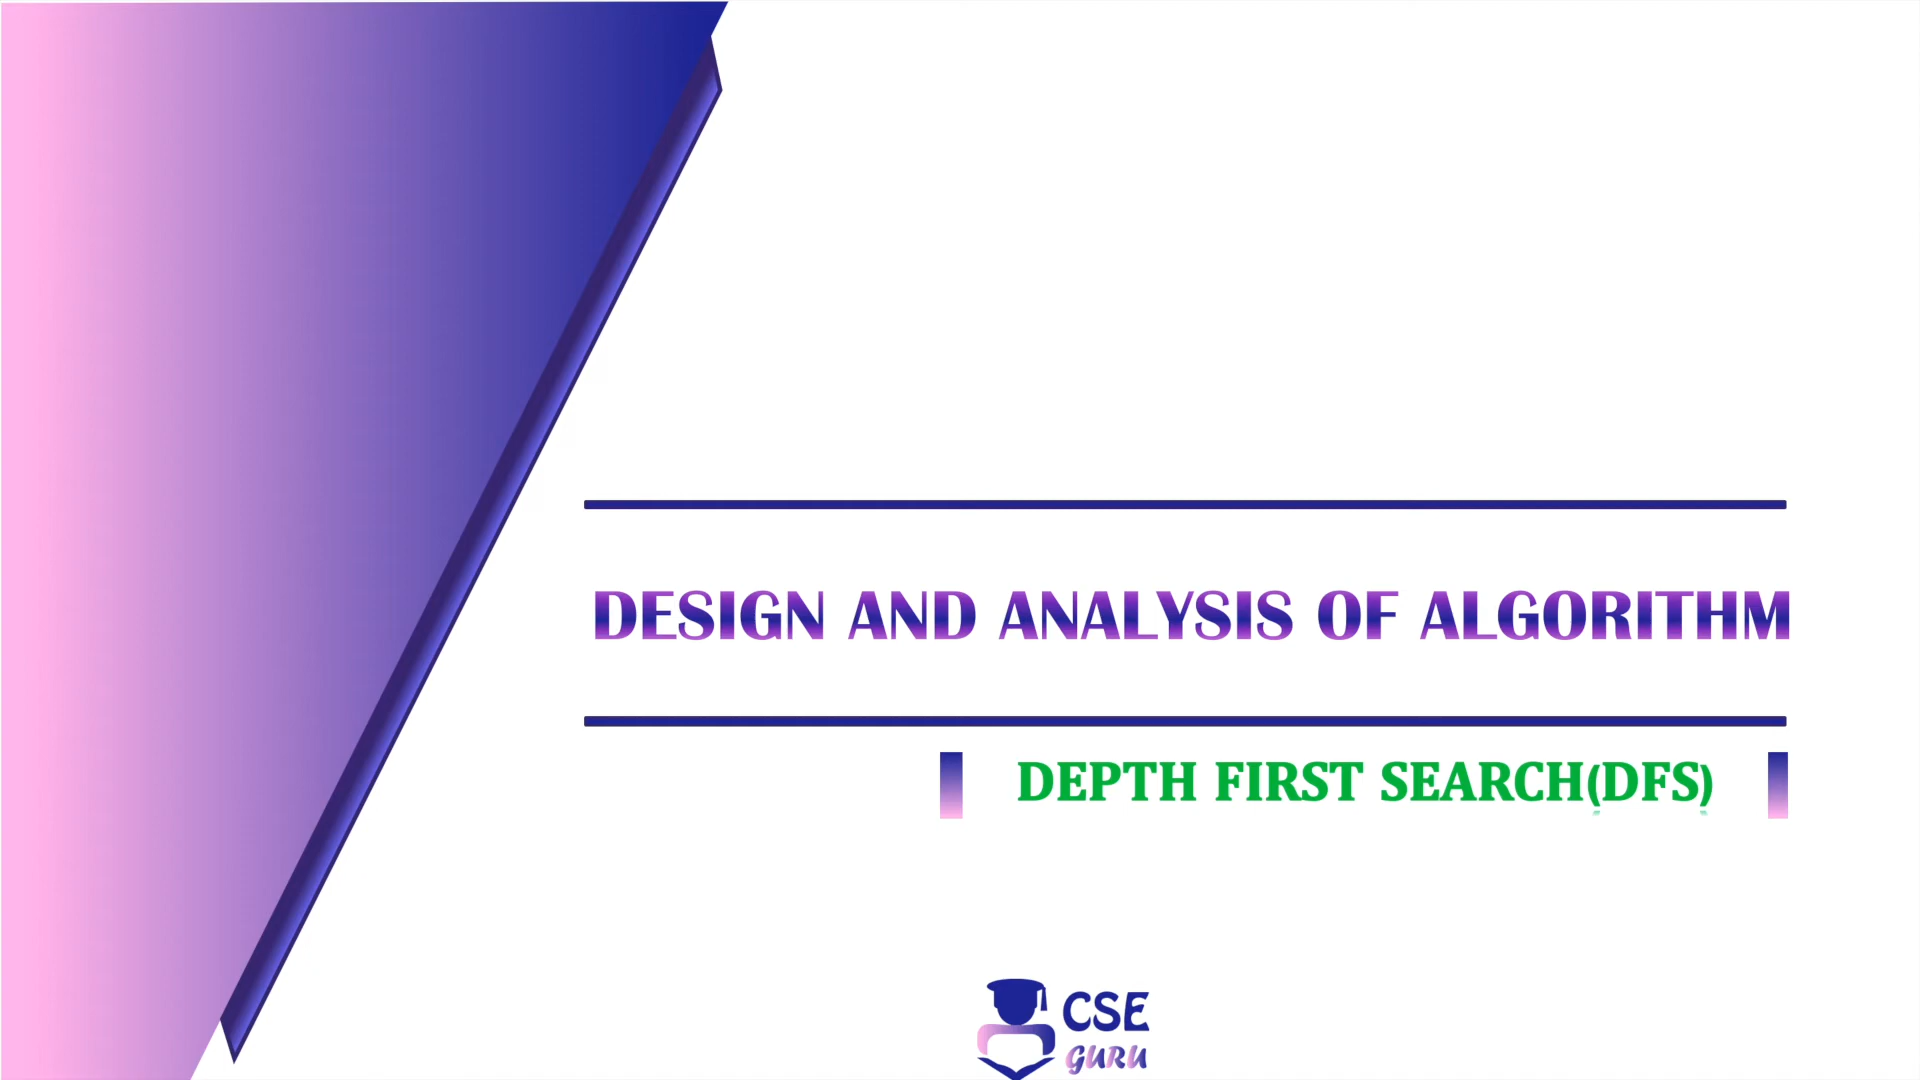 DESIGN AND ANALYSIS OF ALGORITHM
DEPTH FIRST SEARCH(DFS)
CSE
GURU